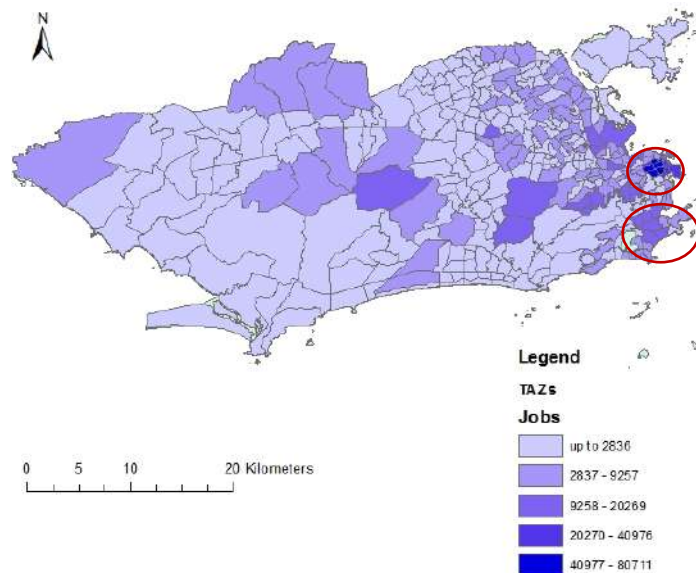 N
Legend
TAZs
Jobs
up to 2836
2837 - 9257
9258 - 20269
20270 - 40976
40977 - 80711
0 5 10 20 Kilometers